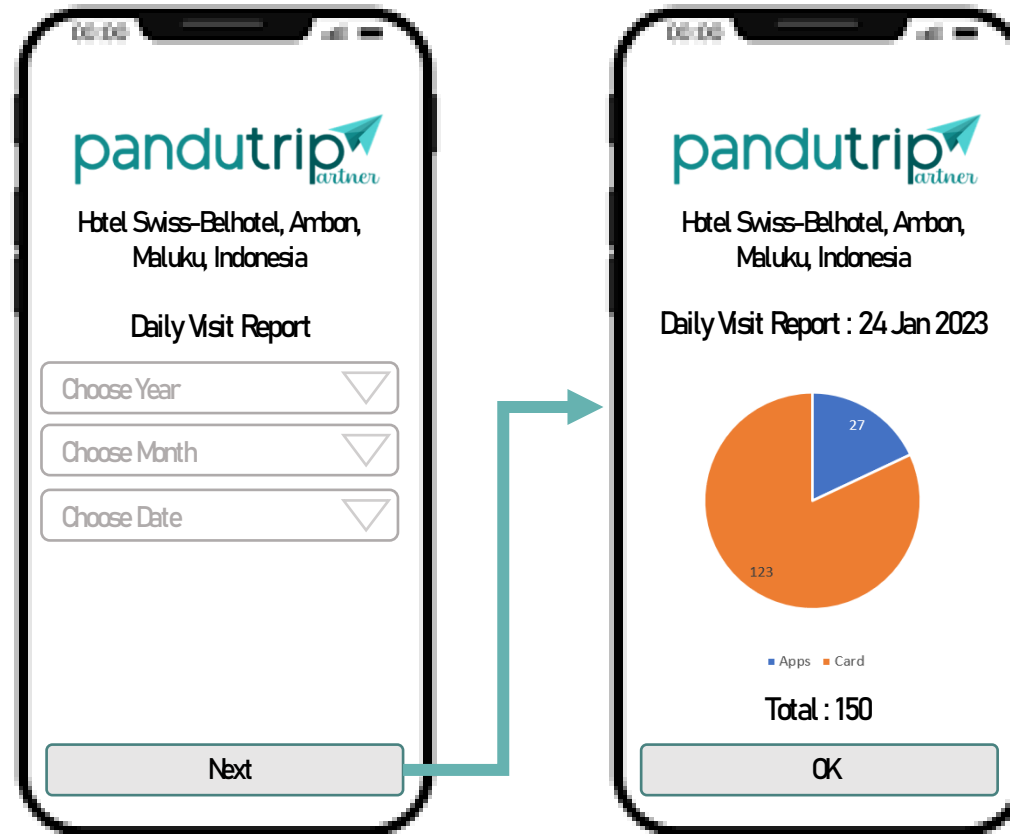 00:00
pandutrip
Partner
Hotel Swiss-Belhotel, Ambon,
Maluku, Indonesia
Daily Visit Report
Choose Year
Choose Month
Choose Date
Next
00:00
pandutrip
Partner
Hotel Swiss-Belhotel, Ambon,
Maluku, Indonesia
Daily Visit Report : 24 Jan 2023
27
123
Apps Card
Total : 150
OK